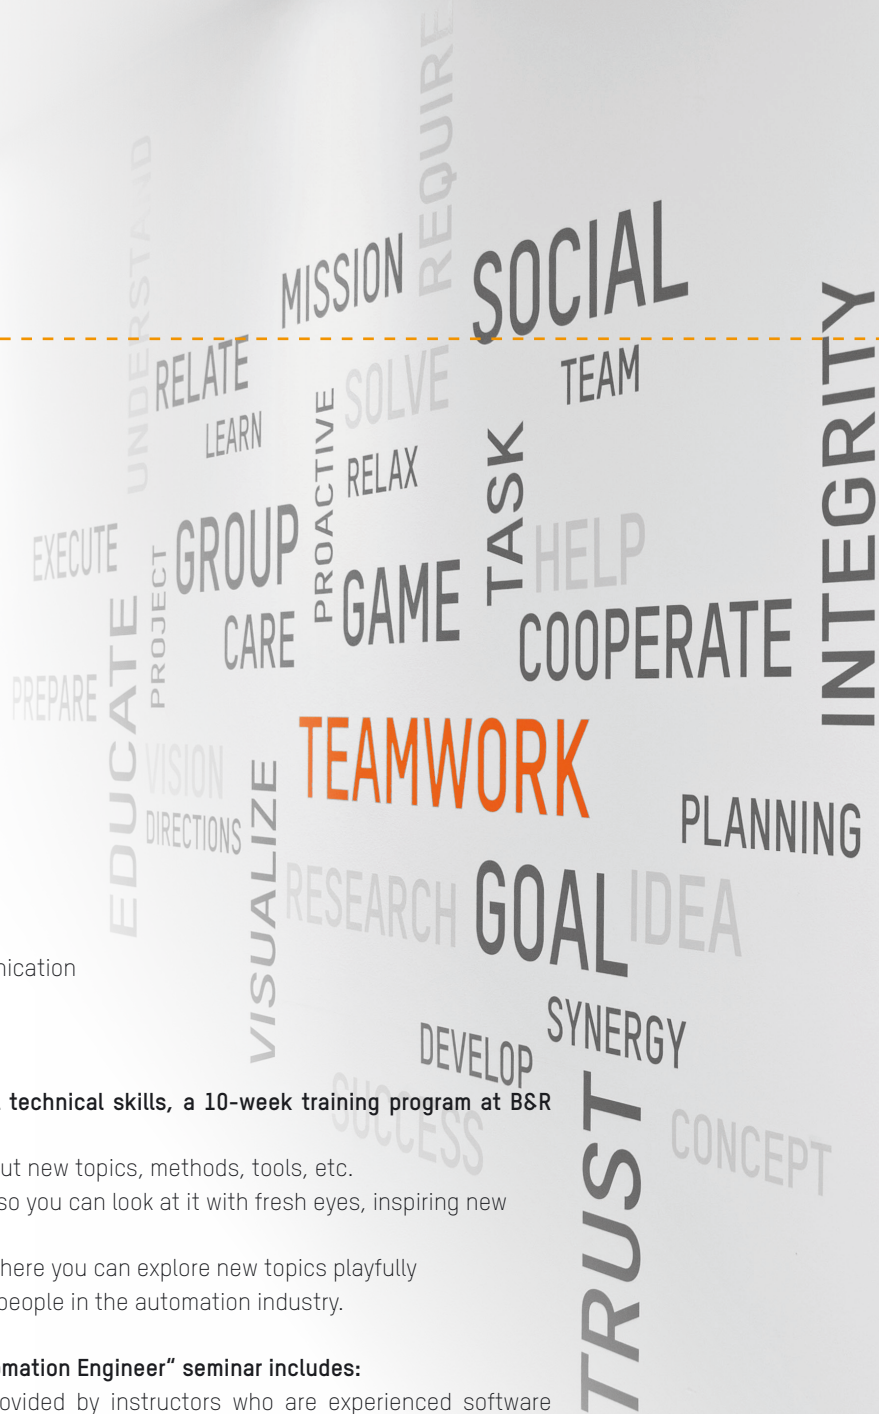 REQUIRE
UNDERSTAND
MISSION
SOCIAL
INTEGRITY
RELATE
SOLVE
TEAM
LEARN
PROACTIVE
RELAX
TASK
EXECUTE
PROJECT
GROUP
HELP
GAME
CARE
COOPERATE
EDUCATE
PREPARE
TEAMWORK
VISION
VISUALIZE
DIRECTIONS
PLANNING
RESEARCH
GOAL
IDEA
nication
SYNERGY
DEVELOP
SUCCESS
TRUST
CONCEPT
technical skills, a 10-week training program at B&R
ut new topics, methods, tools, etc.
so you can look at it with fresh eyes, inspiring new
here you can explore new topics playfully
people in the automation industry.
mation Engineer“ seminar includes:
ovided by instructors who are experienced software